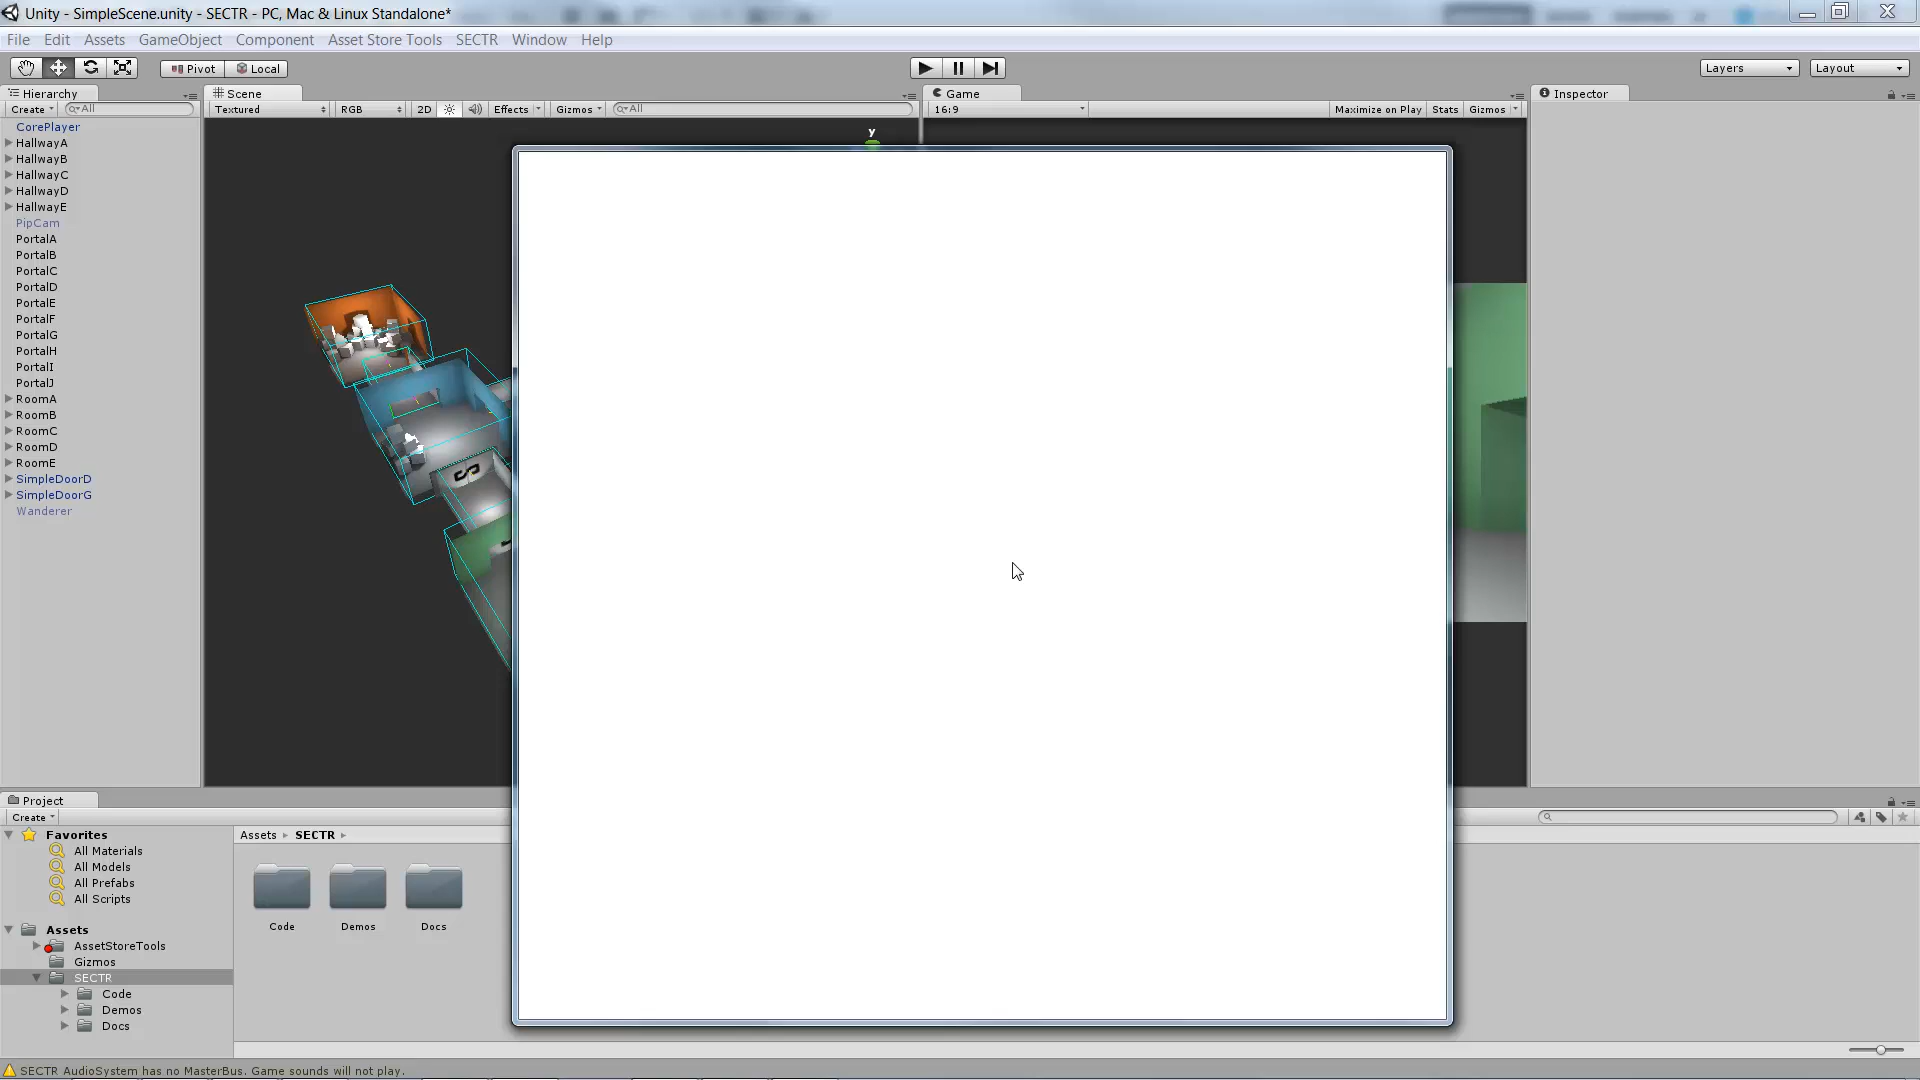 Unity - SimpleScene.unity - SECTR - PC, Mac & Linux Standalone*
File Edit Assets GameObject Component Asset Store Tools SECTR Window Help
Pivot Local Layers Layout
Hierarchy Scene Game Inspector
Create All Textured RGB 2D Effects Gizmos All 16:9 Maximize on Play Stats Gizmos
CorePlayer
HallwayA
HallwayB
HallwayC
HallwayD
HallwayE
PipCam
PortalA
PortalB
PortalC
PortalD
PortalE
PortalF
PortalG
PortalH
PortalI
PortalJ
RoomA
RoomB
RoomC
RoomD
RoomE
SimpleDoorD
SimpleDoorG
Wanderer
y
Project
Create
Favorites
All Materials
All Models
All Prefabs
All Scripts
Assets
AssetStoreTools
Gizmos
SECTR
Code
Demos
Docs
Assets SECTR
Code Demos Docs
SECTR AudioSystem has no MasterBus. Game sounds will not play.